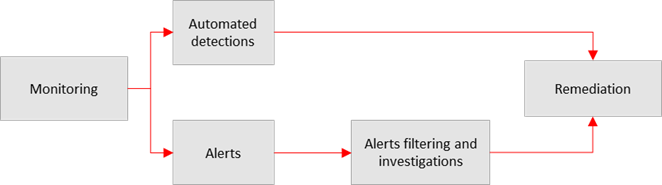 Automated
detections
Monitoring
Remediation
Alerts
Alerts filtering and
investigations